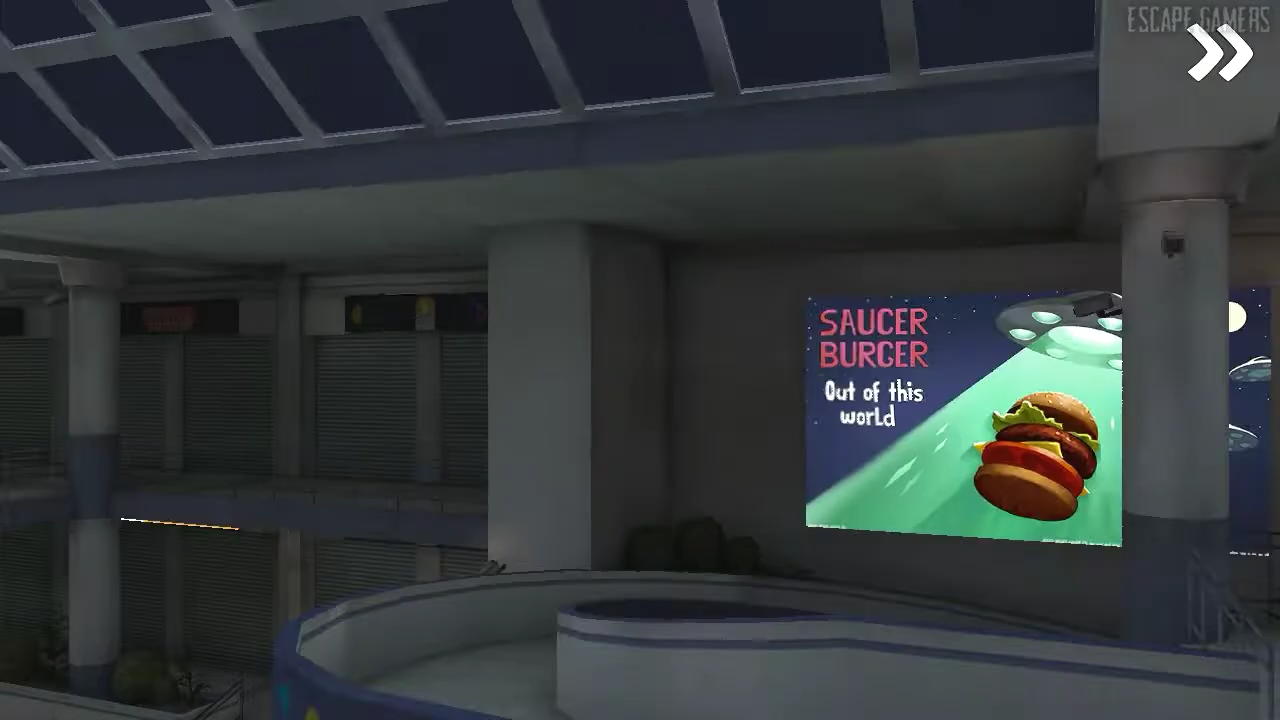 ESCAPE GAMERS
SAUCER
BURGER
Out of this
world